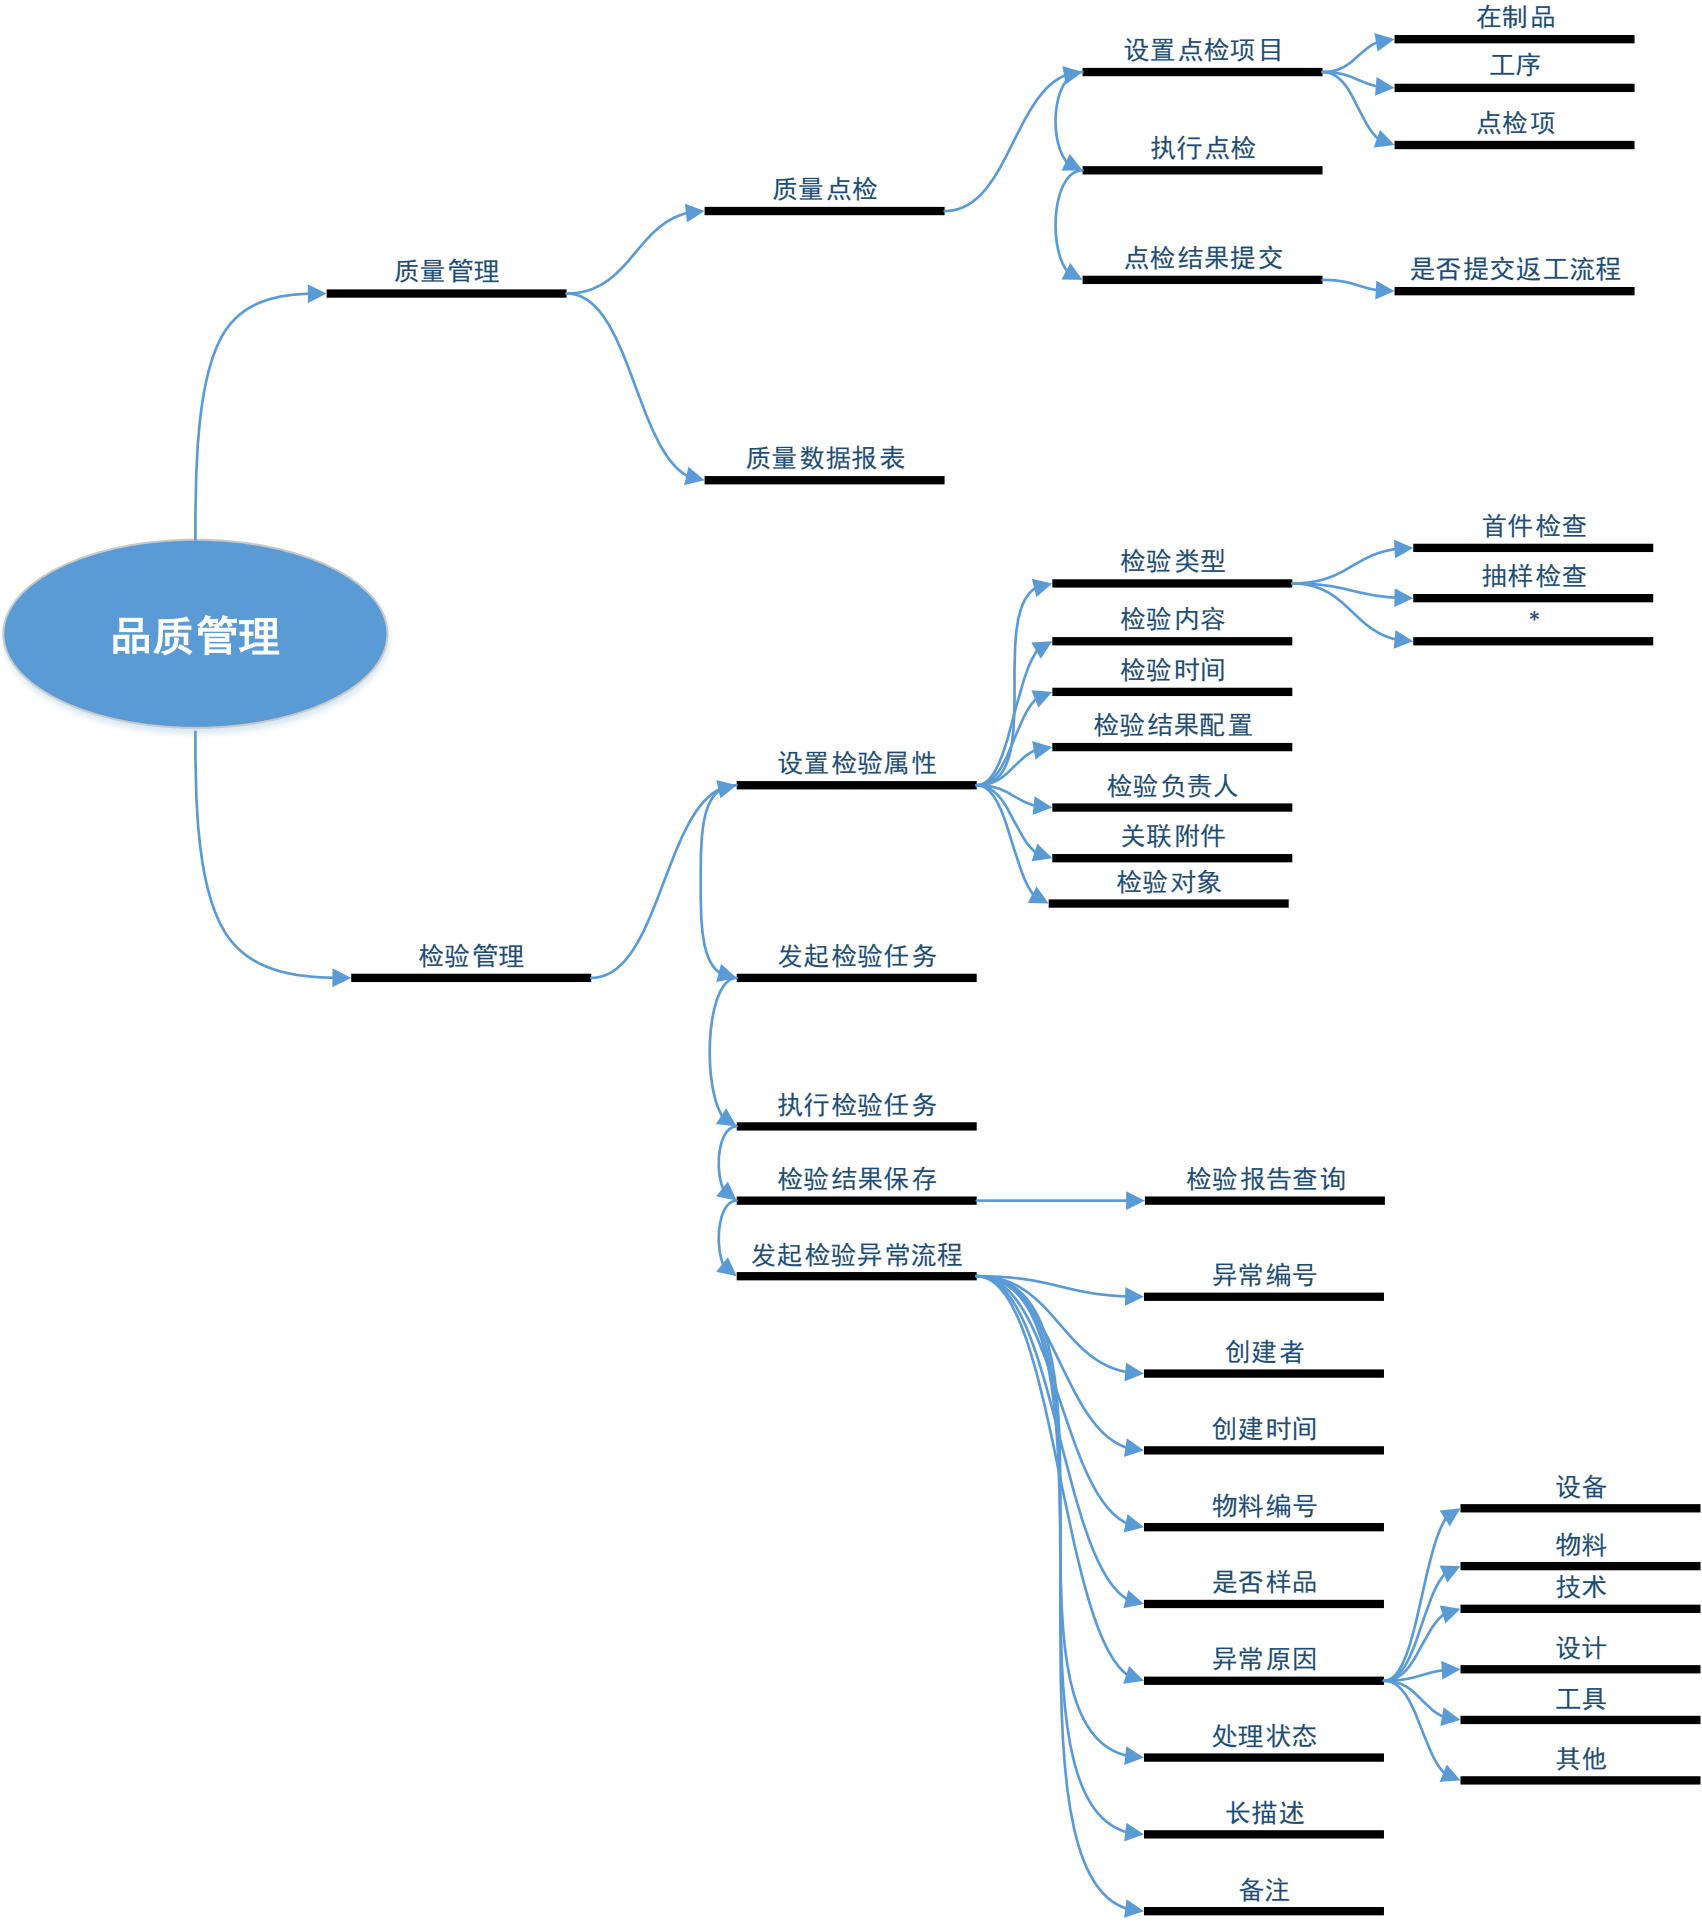 品质管理
质量管理
质量点检
设置点检项目
在制品
工序
点检项
执行点检
点检结果提交
是否提交返工流程
质量数据报表
检验管理
设置检验属性
检验类型
首件检查
抽样检查
*
检验内容
检验时间
检验结果配置
检验负责人
关联附件
检验对象
发起检验任务
执行检验任务
检验结果保存
检验报告查询
发起检验异常流程
异常编号
创建者
创建时间
物料编号
是否样品
异常原因
设备
物料
技术
设计
工具
其他
处理状态
长描述
备注